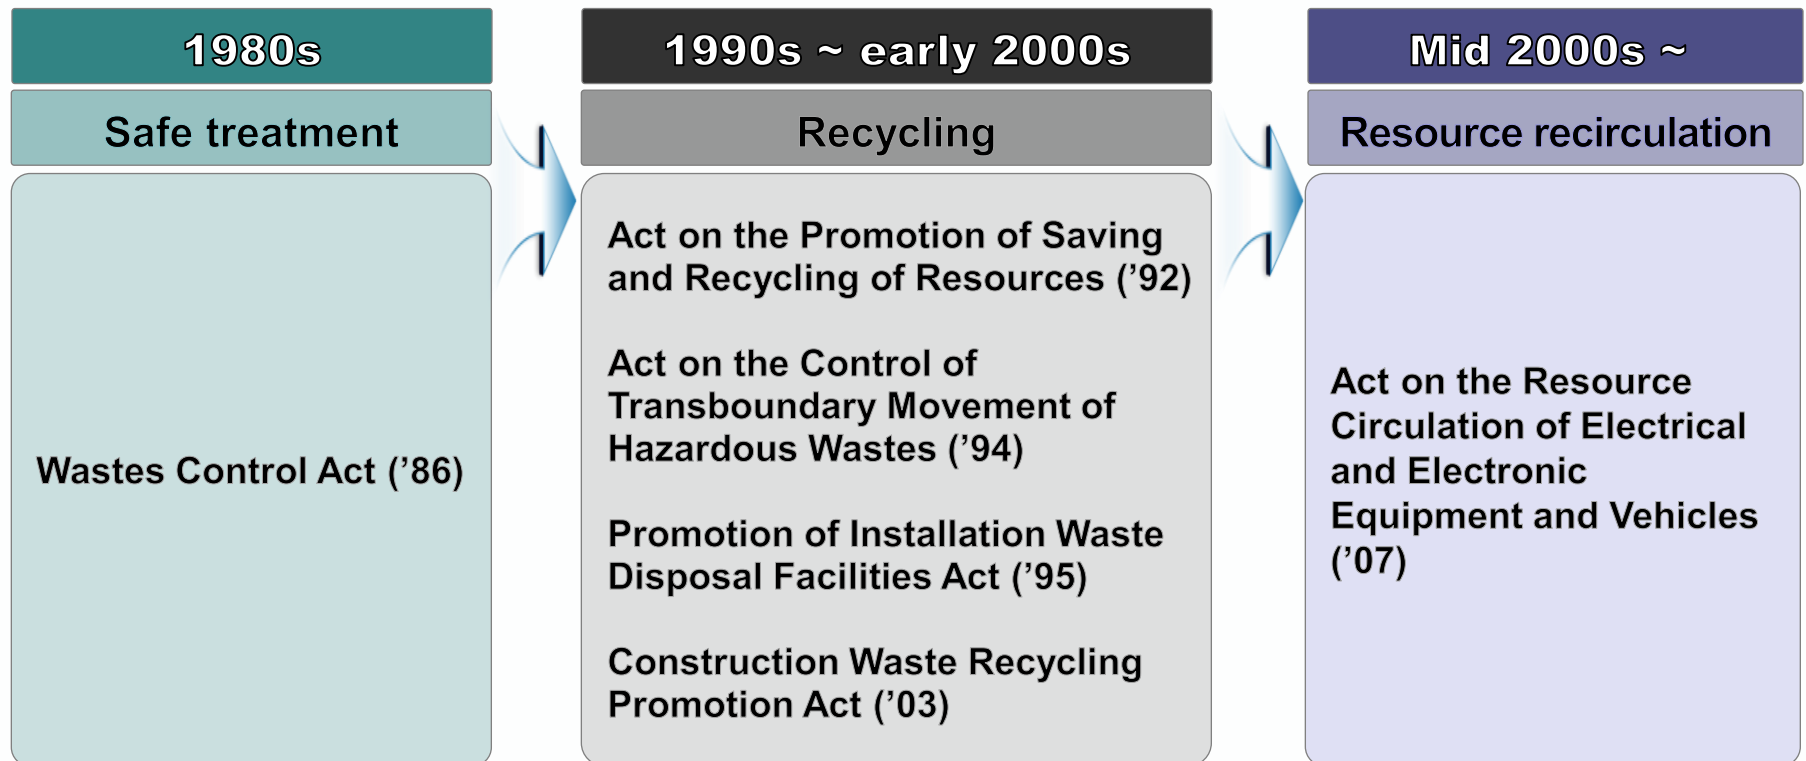 1980s
Safe treatment
Wastes Control Act (’86)
1990s ~ early 2000s
Recycling
Act on the Promotion of Saving
and Recycling of Resources (’92)
Act on the Control of
Transboundary Movement of
Hazardous Wastes (’94)
Promotion of Installation Waste
Disposal Facilities Act (’95)
Construction Waste Recycling
Promotion Act (’03)
Mid 2000s ~
Resource recirculation
Act on the Resource
Circulation of Electrical
and Electronic
Equipment and Vehicles
(’07)